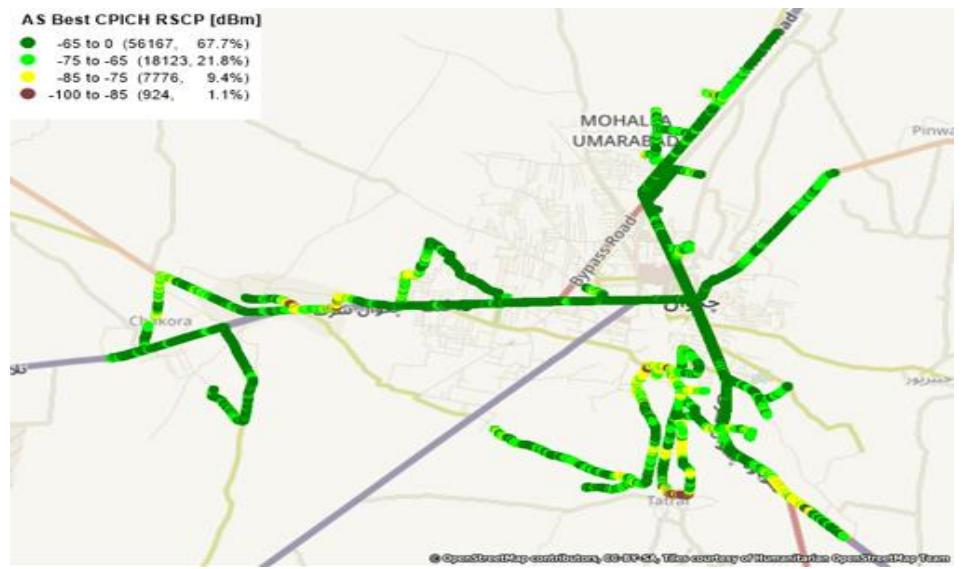 AS Best CPICH RSCP [dBm]
-65 to 0 (56167, 67.7%)
-75 to -65 (18123, 21.8%)
-85 to -75 (7776, 9.4%)
-100 to -85 (924, 1.1%)
MOHALLA
UMARABAD
Pinwa
Bypass Road
Chakora
Tatral
© OpenStreetMap contributors, CC-BY-SA, Tiles courtesy of Humanitarian OpenStreetMap Team